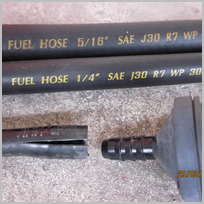 FUEL HOSE 5/16" SAE J30 R7 WP
FUEL HOSE 1/4" SAE J30 R7 WP 30